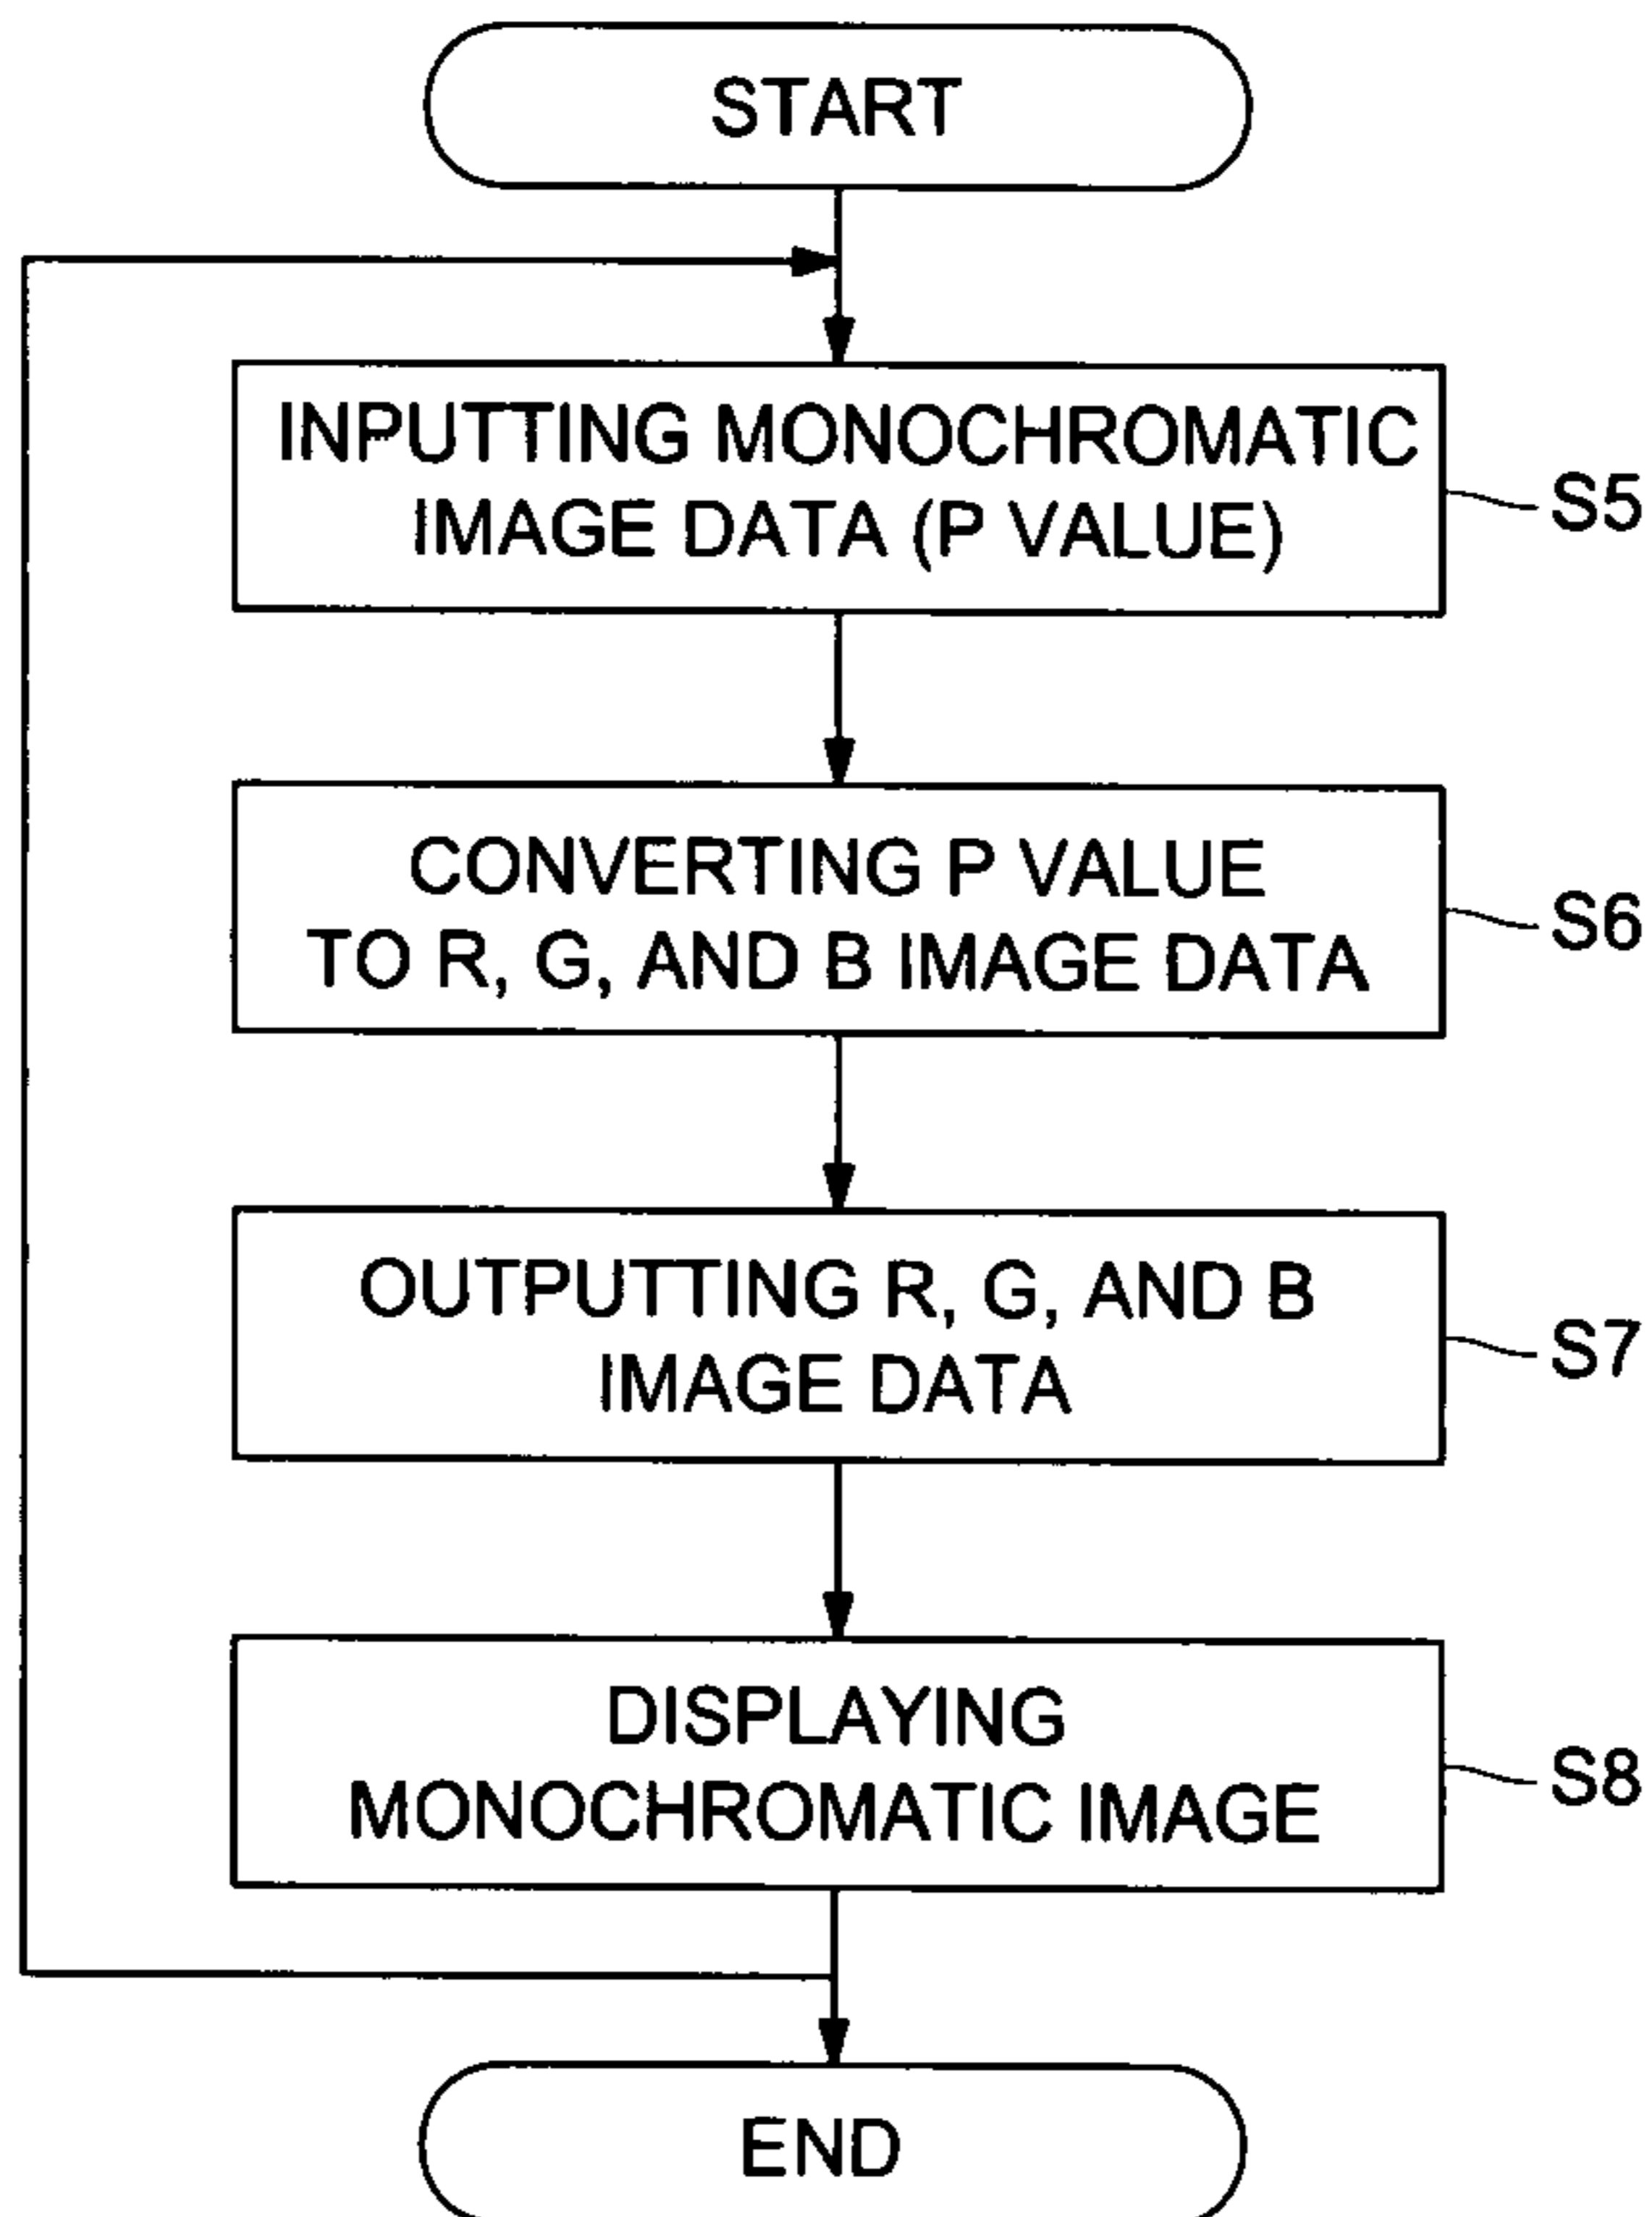 START
INPUTTING MONOCHROMATIC
IMAGE DATA (P VALUE)
S5
CONVERTING P VALUE
TO R, G, AND B IMAGE DATA
S6
OUTPUTTING R, G, AND B
IMAGE DATA
S7
DISPLAYING
MONOCHROMATIC IMAGE
S8
END